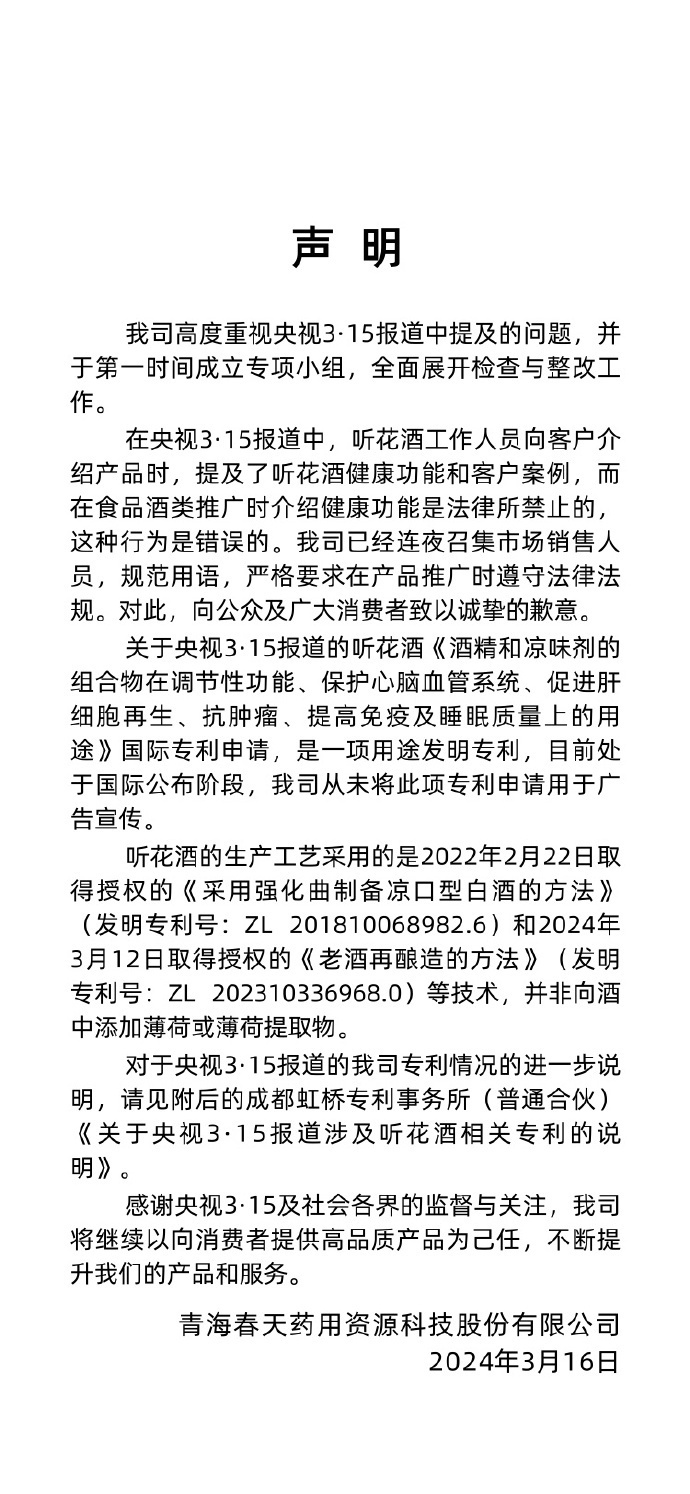 声 明
我司高度重视央视3·15报道中提及的问题，并
于第一时间成立专项小组，全面展开检查与整改工
作。
在央视3·15报道中，听花酒工作人员向客户介
绍产品时，提及了听花酒健康功能和客户案例，而
在食品酒类推广时介绍健康功能是法律所禁止的，
这种行为是错误的。我司已经连夜召集市场销售人
员，规范用语，严格要求在产品推广时遵守法律法
规。对此，向公众及广大消费者致以诚挚的歉意。
关于央视3·15报道的听花酒《酒精和凉味剂的
组合物在调节性功能、保护心脑血管系统、促进肝
细胞再生、抗肿瘤、提高免疫及睡眠质量上的用
途》国际专利申请，是一项用途发明专利，目前处
于国际公布阶段，我司从未将此项专利申请用于广
告宣传。
听花酒的生产工艺采用的是2022年2月22日取
得授权的《采用强化曲制备凉口型白酒的方法》
（发明专利号：ZL 201810068982.6）和2024年
3月12日取得授权的《老酒再酿造的方法》（发明
专利号：ZL 202310336968.0）等技术，并非向酒
中添加薄荷或薄荷提取物。
对于央视3·15报道的我司专利情况的进一步说
明，请见附后的成都虹桥专利事务所（普通合伙）
《关于央视3·15报道涉及听花酒相关专利的说
明》。
感谢央视3·15及社会各界的监督与关注，我司
将继续以向消费者提供高品质产品为己任，不断提
升我们的产品和服务。
青海春天药用资源科技股份有限公司
2024年3月16日